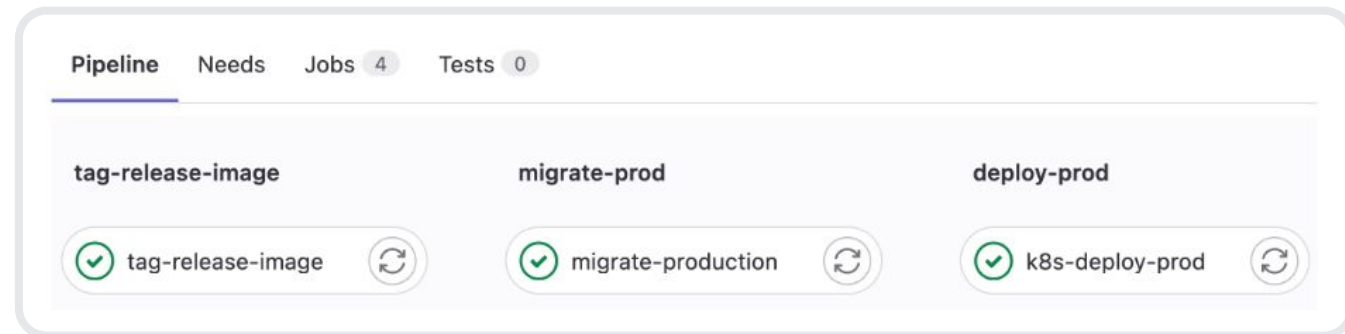 Pipeline Needs Jobs 4 Tests 0
tag-release-image migrate-prod deploy-prod
tag-release-image migrate-production k8s-deploy-prod